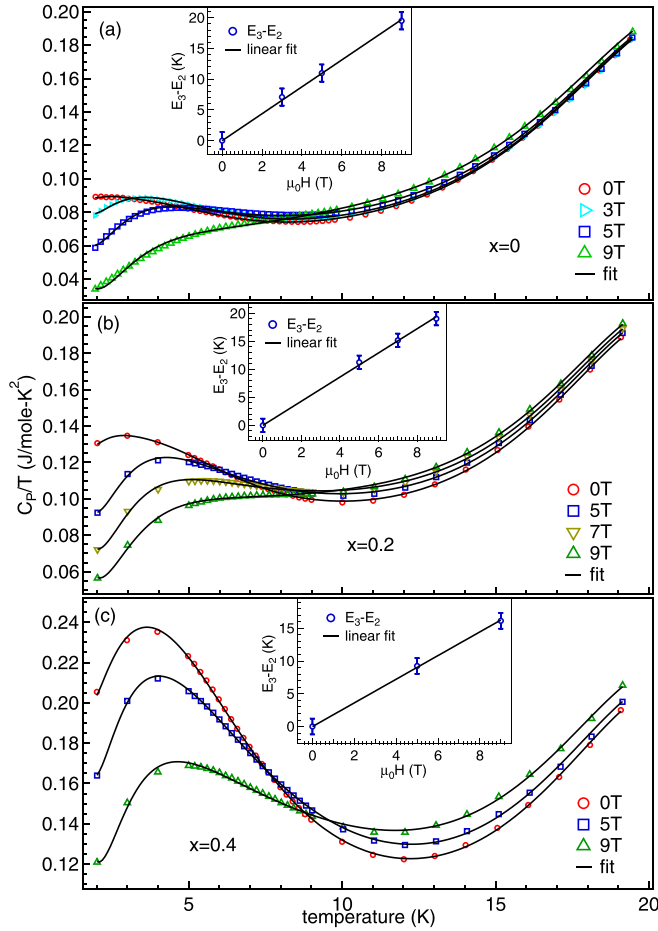 (a)
0.20
0.18
0.16
0.14
0.12
0.10
0.08
0.06
0.04
20
15
10
5
0
E₃-E₂ (K)
E₃-E₂
linear fit
0 2 4 6 8
μ₀H (T)
0T
3T
5T
9T
fit
x=0
(b)
0.20
0.18
0.16
0.14
0.12
0.10
0.08
0.06
20
15
10
5
0
E₃-E₂ (K)
E₃-E₂
linear fit
0 2 4 6 8
μ₀H (T)
0T
5T
7T
9T
fit
x=0.2
C_P/T (J/mole-K²)
(c)
0.24
0.22
0.20
0.18
0.16
0.14
0.12
15
10
5
0
E₃-E₂ (K)
E₃-E₂
linear fit
0 2 4 6 8
μ₀H (T)
0T
5T
9T
fit
x=0.4
5 10 15 20
temperature (K)